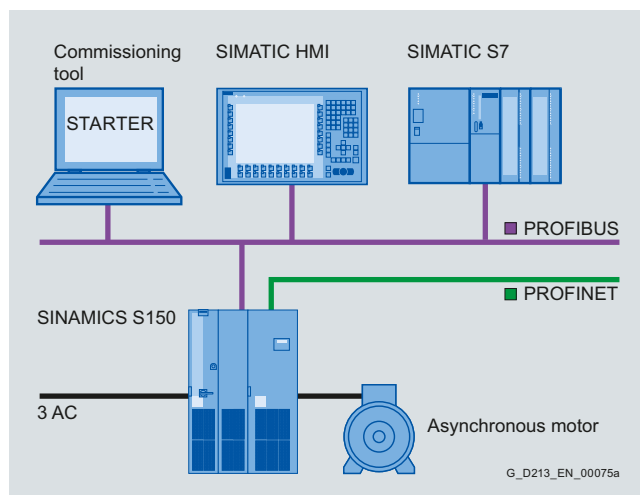 Commissioning
tool
SIMATIC HMI
SIMATIC S7
STARTER
PROFIBUS
PROFINET
SINAMICS S150
3 AC
Asynchronous motor
G_D213_EN_00075a